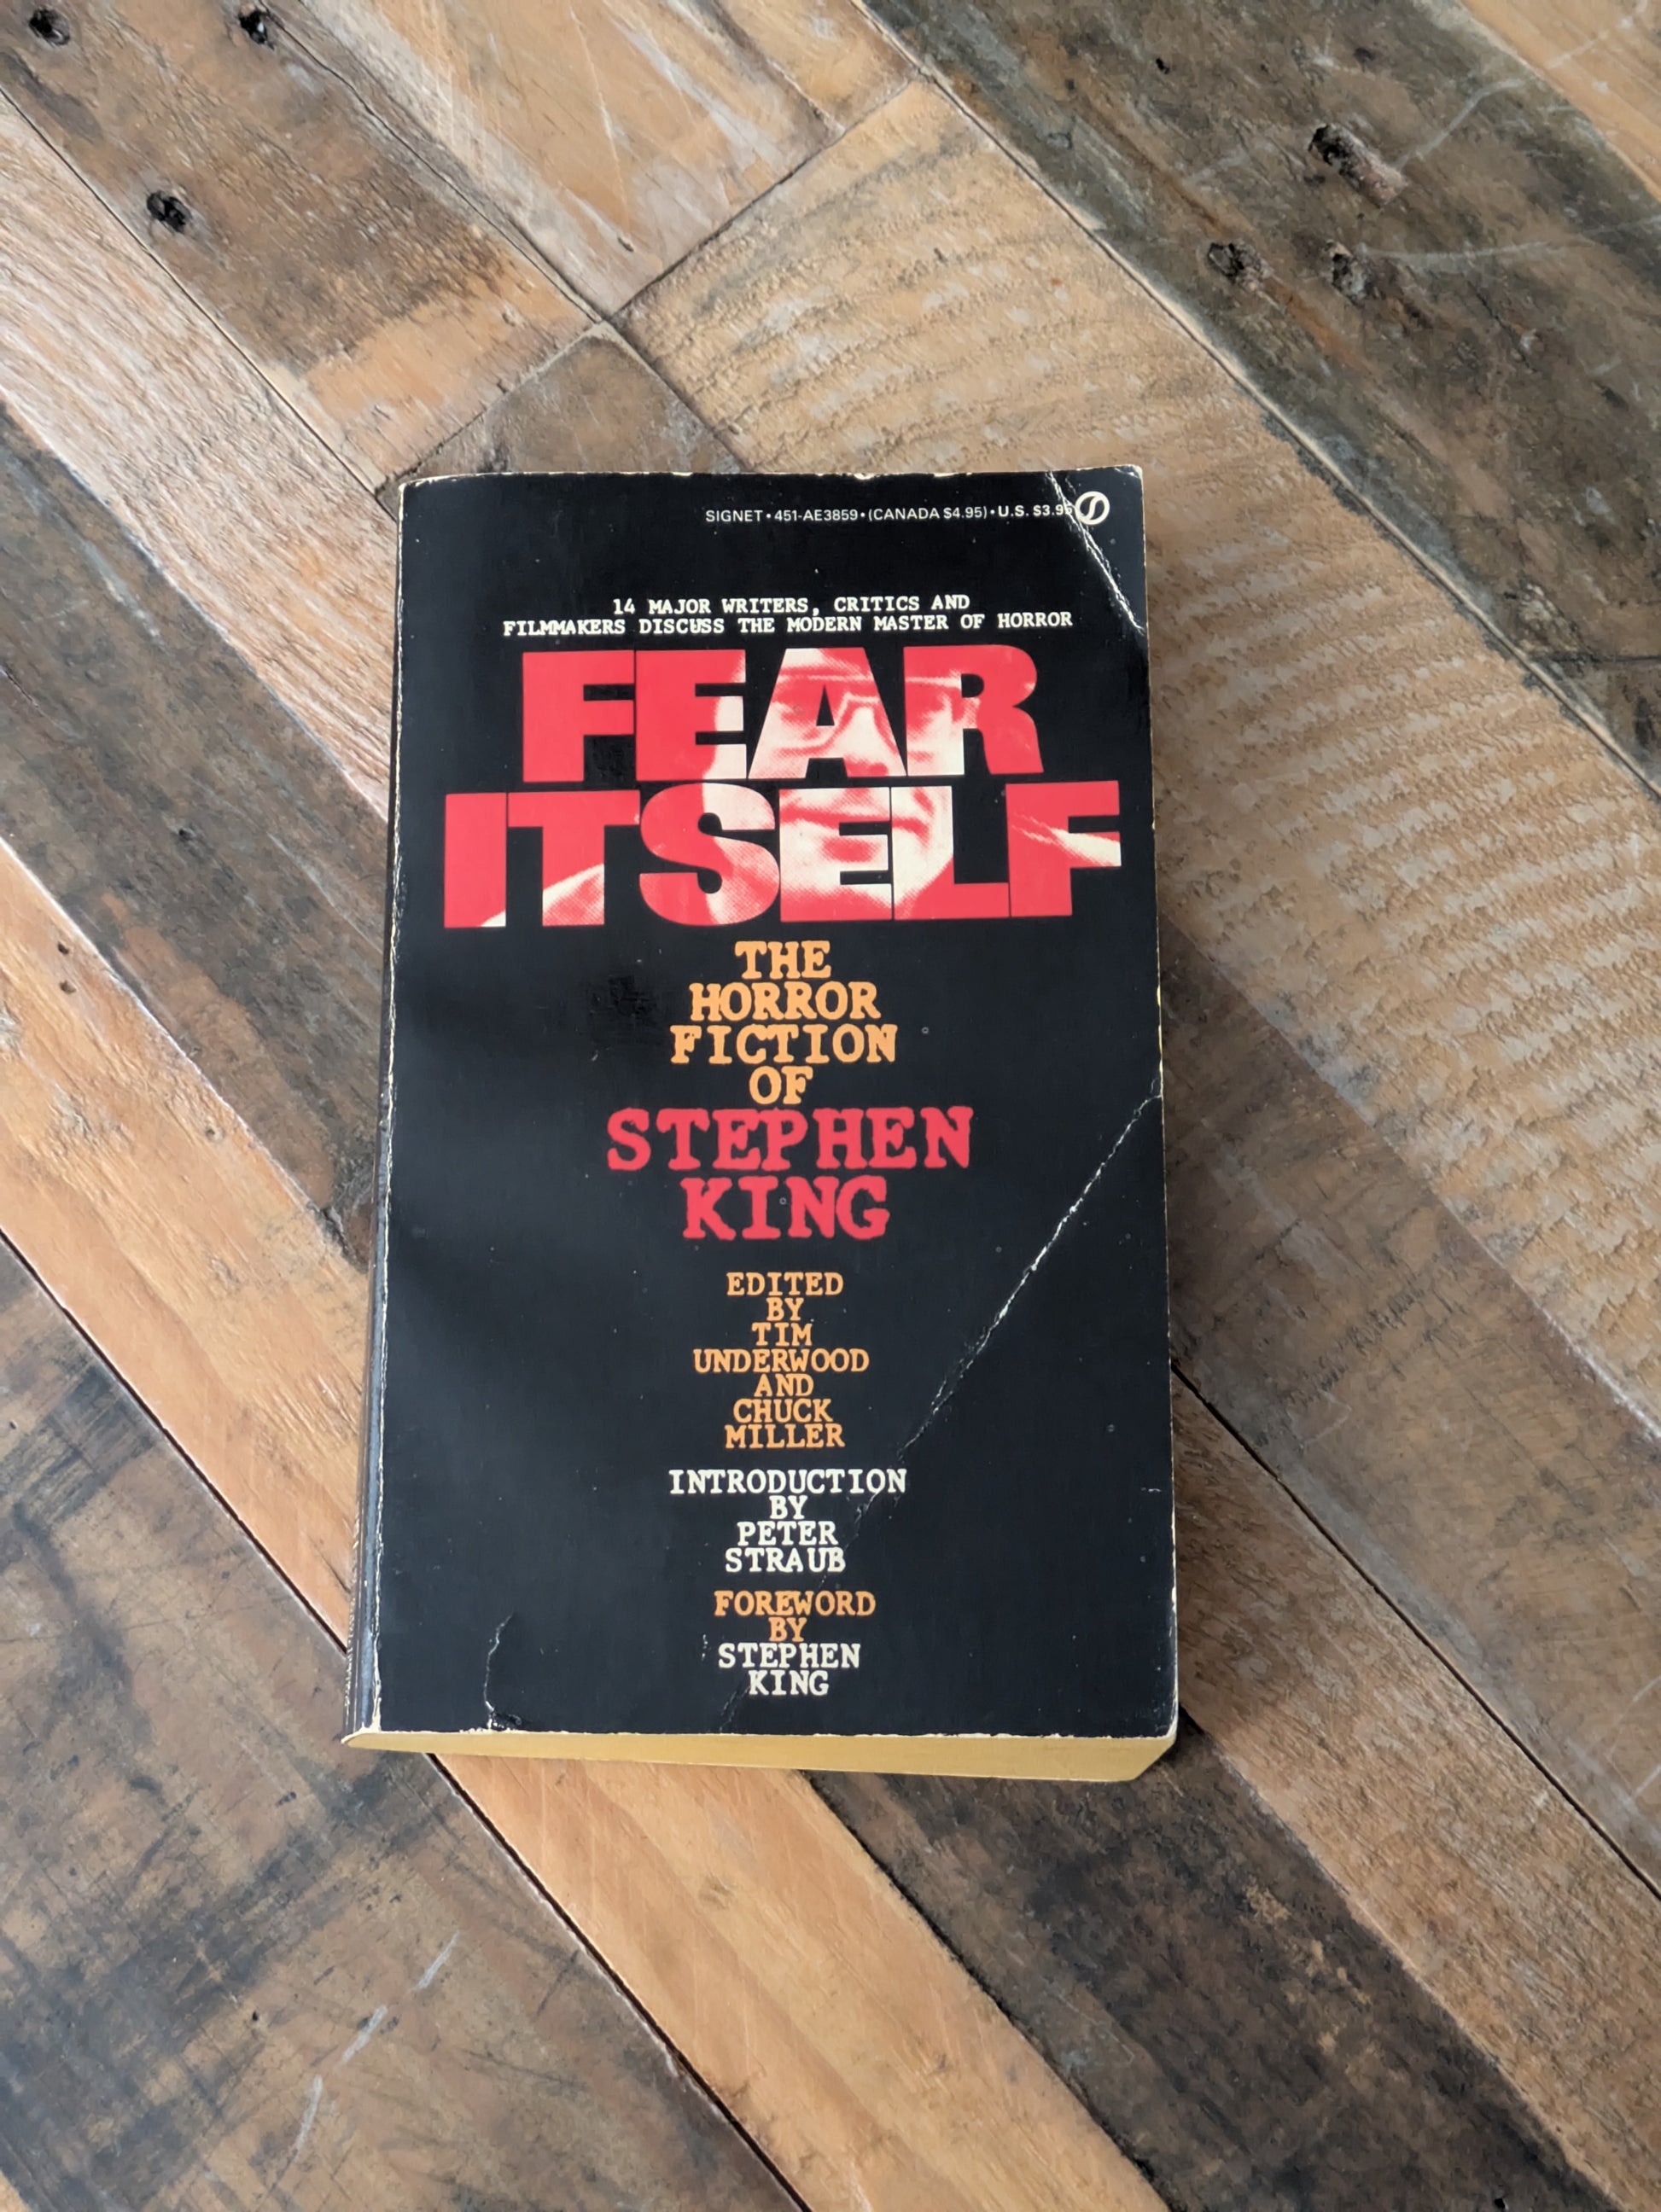 SIGNET • 451-AE3859 • (CANADA $4.95) • U.S. $3.95
14 MAJOR WRITERS, CRITICS AND
FILMMAKERS DISCUSS THE MODERN MASTER OF HORROR
FEAR
ITSELF
THE
HORROR
FICTION
OF
STEPHEN
KING
EDITED
BY
TIM
UNDERWOOD
AND
CHUCK
MILLER
INTRODUCTION
BY
PETER
STRAUB
FOREWORD
BY
STEPHEN
KING